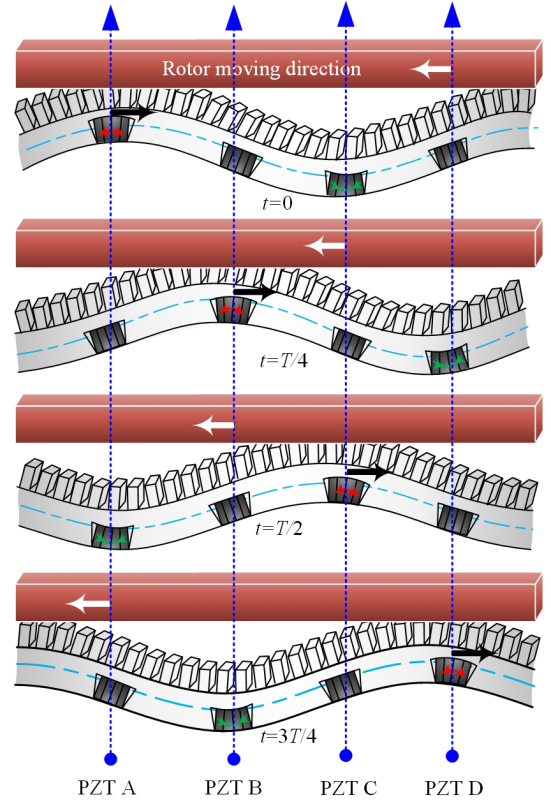 Rotor moving direction
t=0
t=T/4
t=T/2
t=3T/4
PZT A PZT B PZT C PZT D